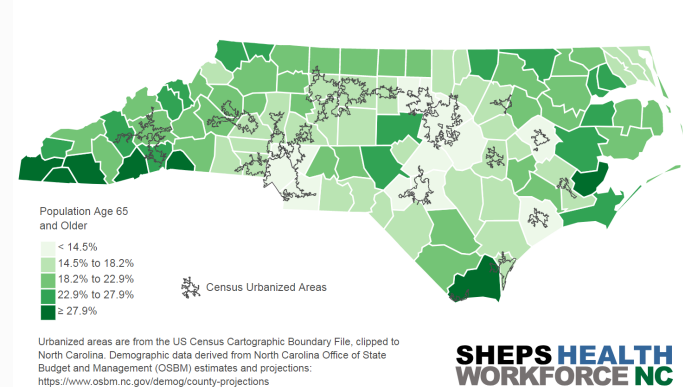 Population Age 65
and Older
< 14.5%
14.5% to 18.2%
18.2% to 22.9%
22.9% to 27.9%
≥ 27.9%
Census Urbanized Areas
Urbanized areas are from the US Census Cartographic Boundary File, clipped to
North Carolina. Demographic data derived from North Carolina Office of State
Budget and Management (OSBM) estimates and projections:
https://www.osbm.nc.gov/demog/county-projections
SHEPS HEALTH
WORKFORCE NC